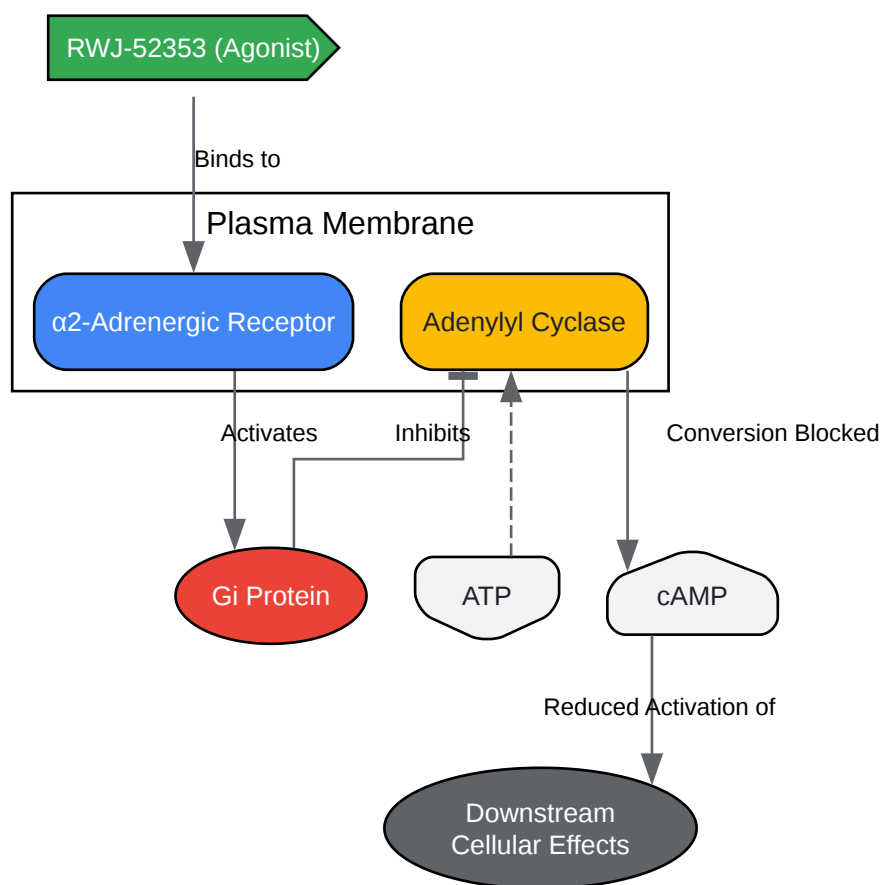 RWJ-52353 (Agonist)
Binds to
Plasma Membrane
α2-Adrenergic Receptor
Adenylyl Cyclase
Activates
Inhibits
Conversion Blocked
Gi Protein
ATP
cAMP
Reduced Activation of
Downstream
Cellular Effects